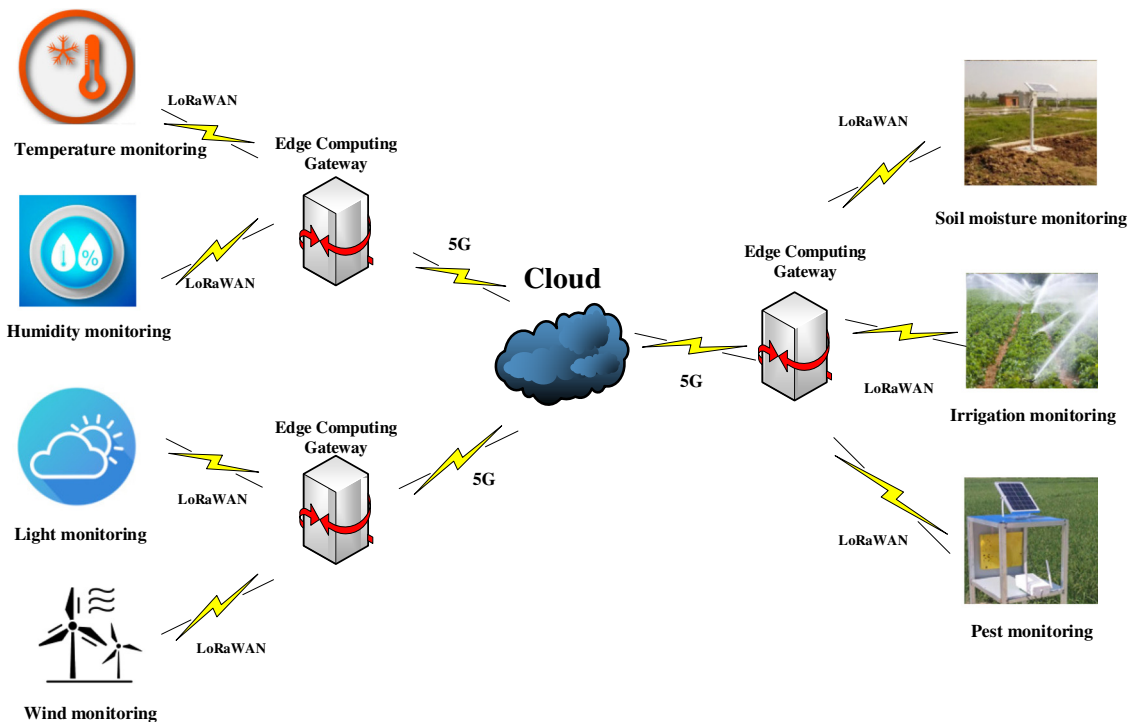 LoRaWAN
Temperature monitoring
Edge Computing
Gateway
LoRaWAN
Humidity monitoring
5G
Cloud
LoRaWAN
Soil moisture monitoring
Edge Computing
Gateway
5G
LoRaWAN
Irrigation monitoring
Edge Computing
Gateway
LoRaWAN
Light monitoring
5G
LoRaWAN
Wind monitoring
LoRaWAN
Pest monitoring
%